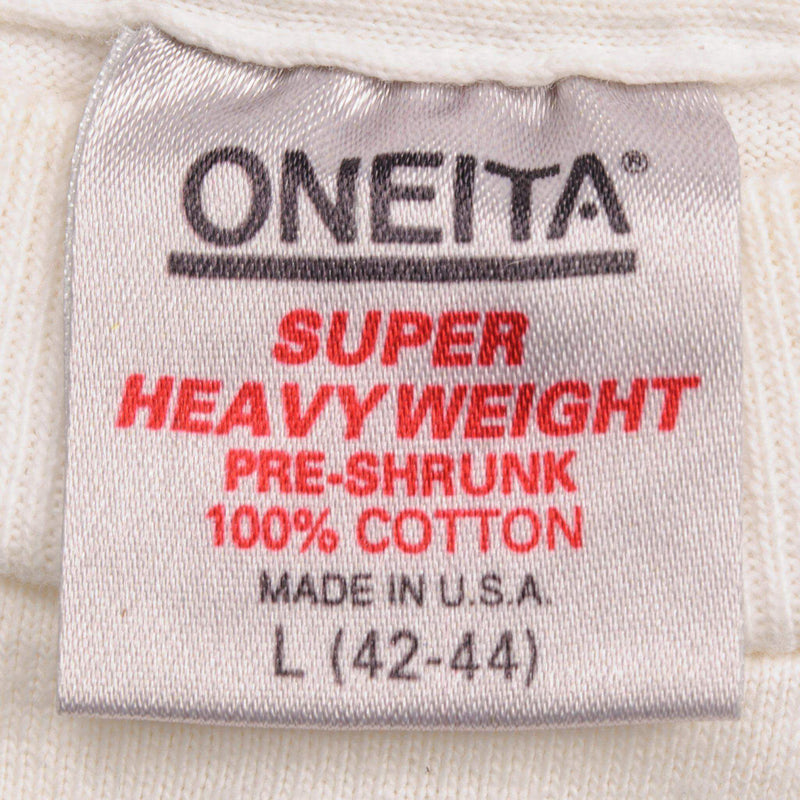 ONEITA®
SUPER
HEAVYWEIGHT
PRE-SHRUNK
100% COTTON
MADE IN U.S.A.
L (42-44)